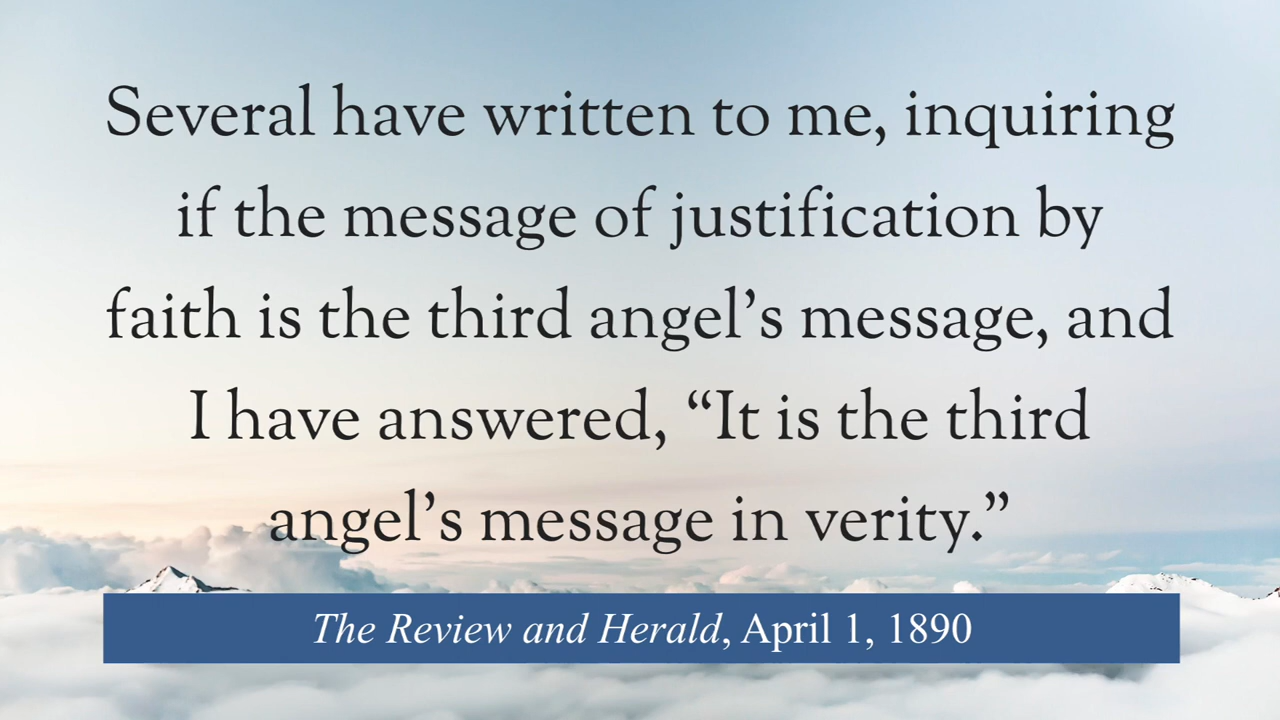 Several have written to me, inquiring
if the message of justification by
faith is the third angel’s message, and
I have answered, “It is the third
angel’s message in verity.”
The Review and Herald, April 1, 1890